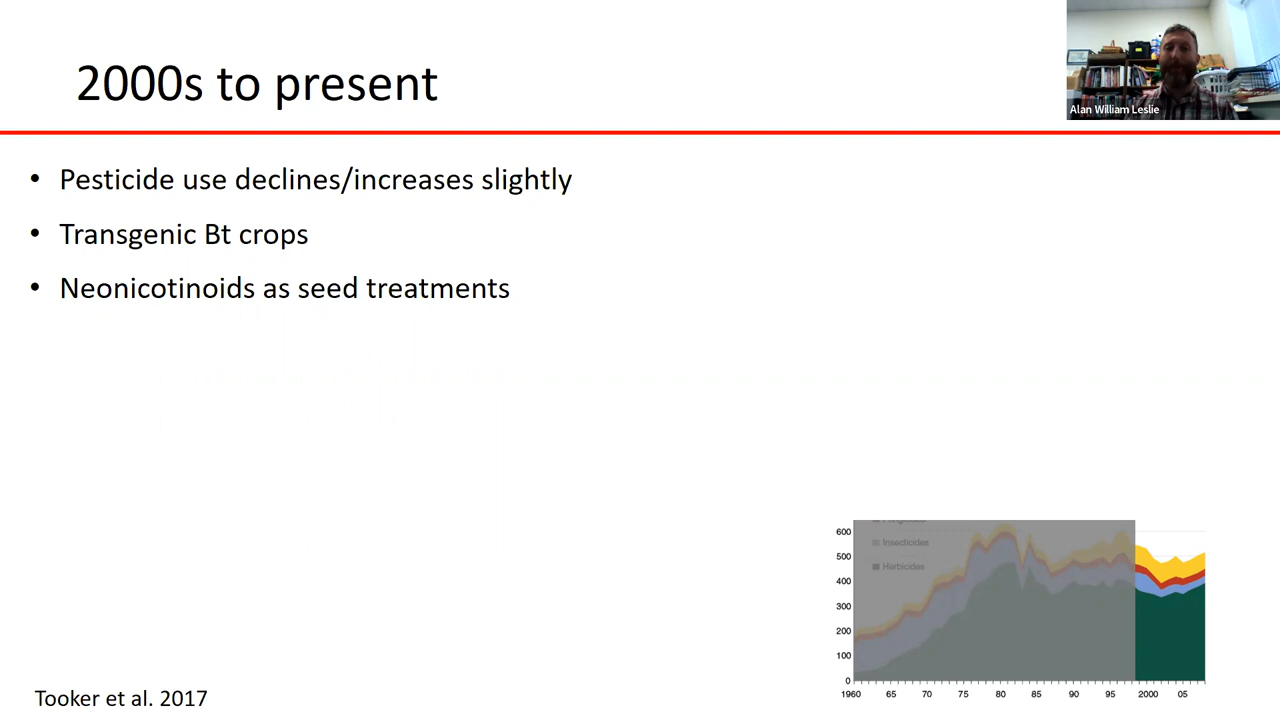 2000s to present
Alan William Leslie
• Pesticide use declines/increases slightly
• Transgenic Bt crops
• Neonicotinoids as seed treatments
Insecticides
Herbicides
600
500
400
300
200
100
0
1960 65 70 75 80 85 90 95 2000 05
Tooker et al. 2017